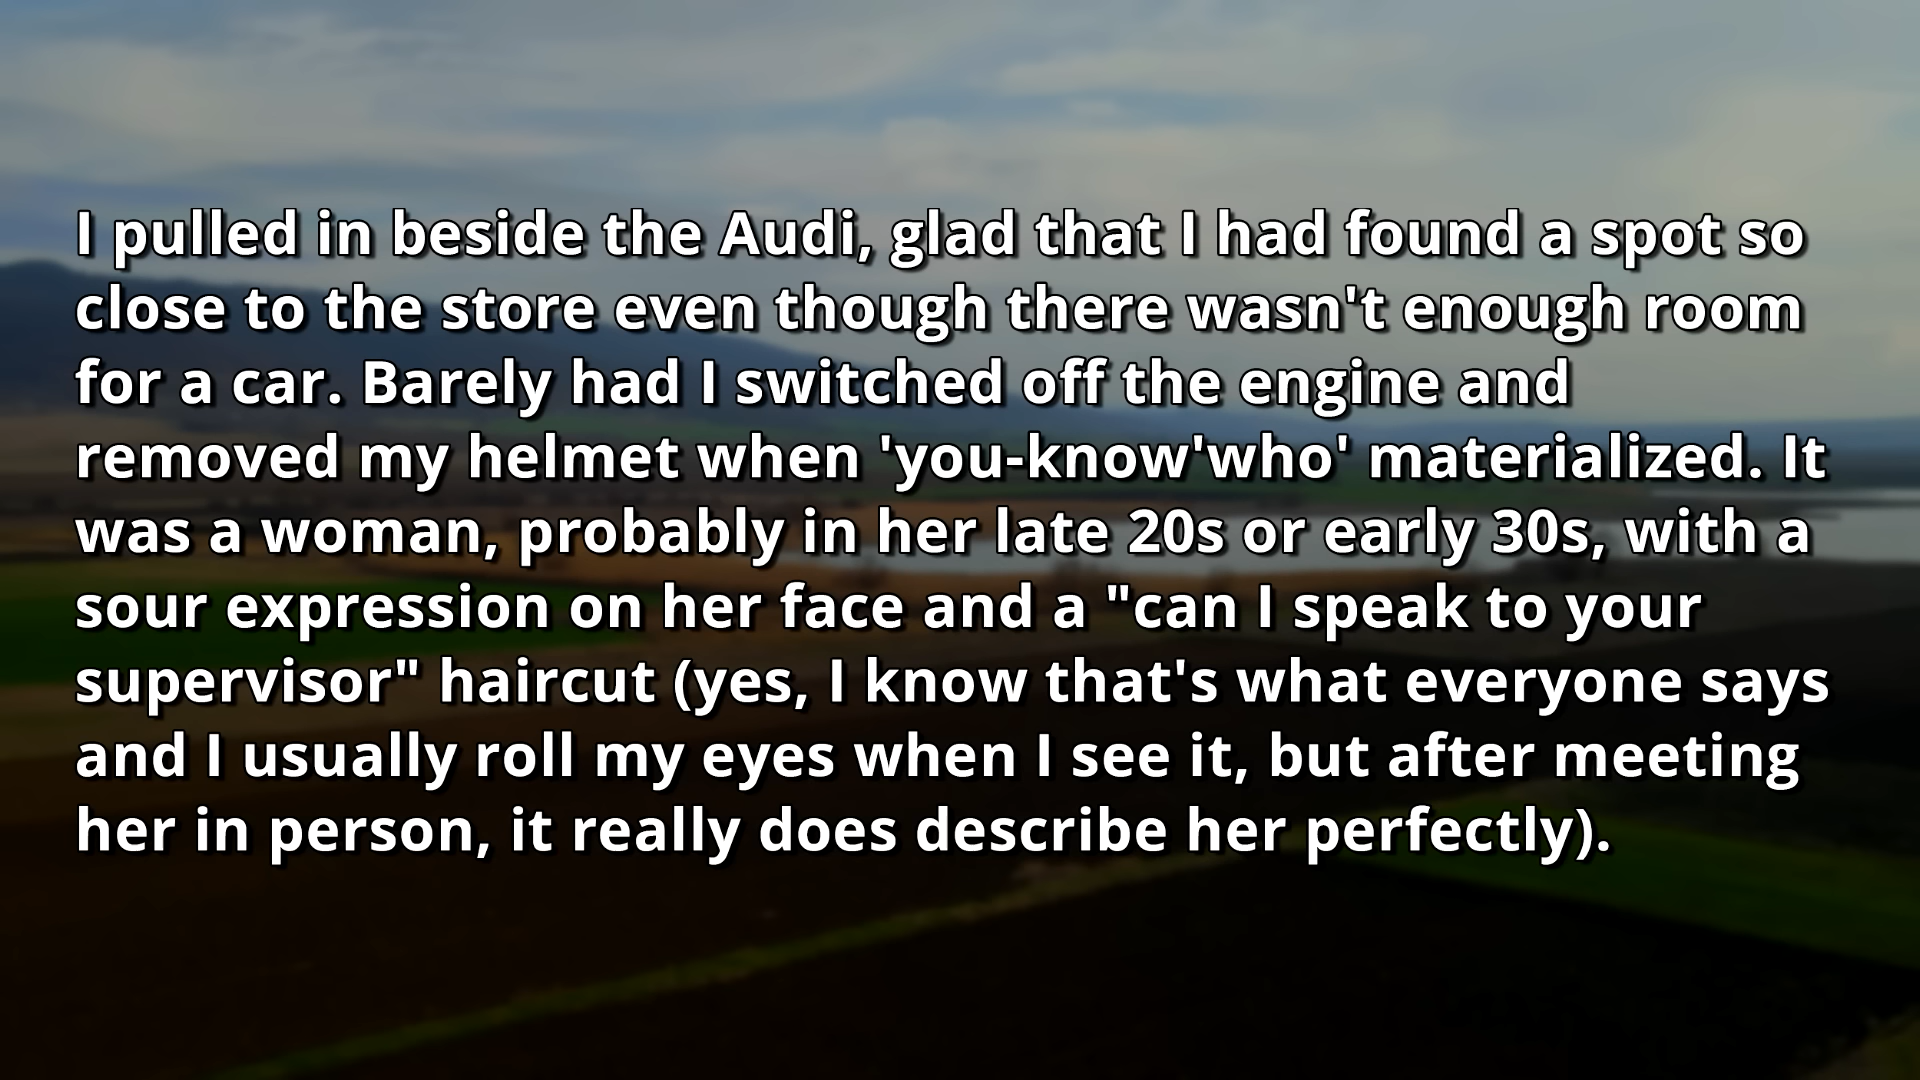 I pulled in beside the Audi, glad that I had found a spot so
close to the store even though there wasn't enough room
for a car. Barely had I switched off the engine and
removed my helmet when 'you-know'who' materialized. It
was a woman, probably in her late 20s or early 30s, with a
sour expression on her face and a "can I speak to your
supervisor" haircut (yes, I know that's what everyone says
and I usually roll my eyes when I see it, but after meeting
her in person, it really does describe her perfectly).